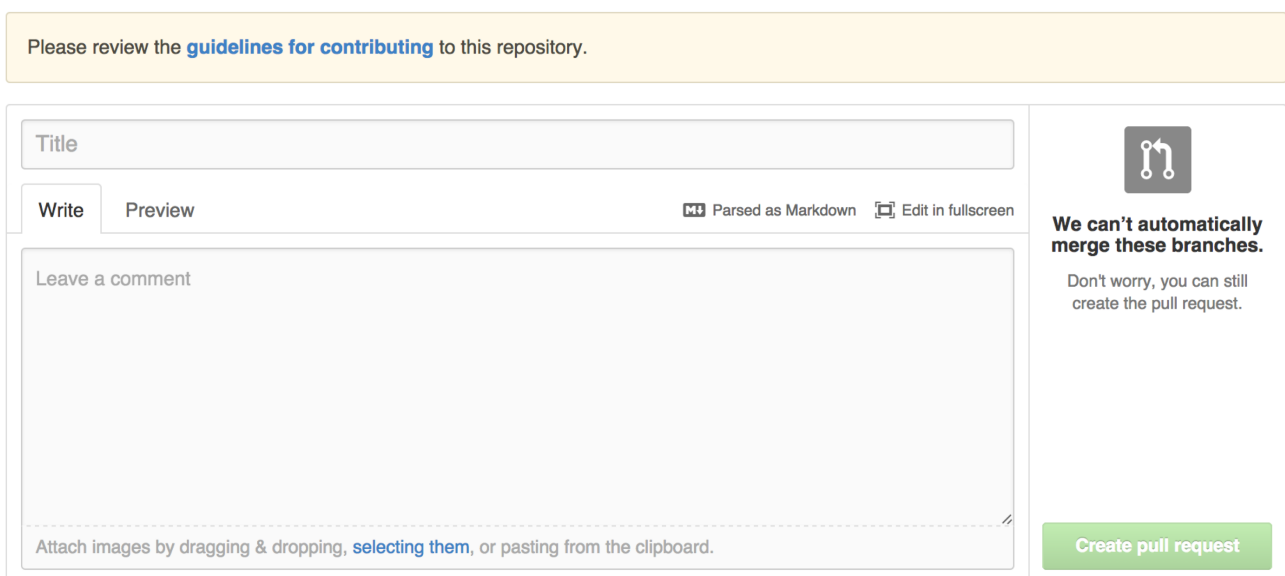 Please review the guidelines for contributing to this repository.
Title
Write Preview Parsed as Markdown Edit in fullscreen
Leave a comment
Attach images by dragging & dropping, selecting them, or pasting from the clipboard.
We can’t automatically
merge these branches.
Don't worry, you can still
create the pull request.
Create pull request